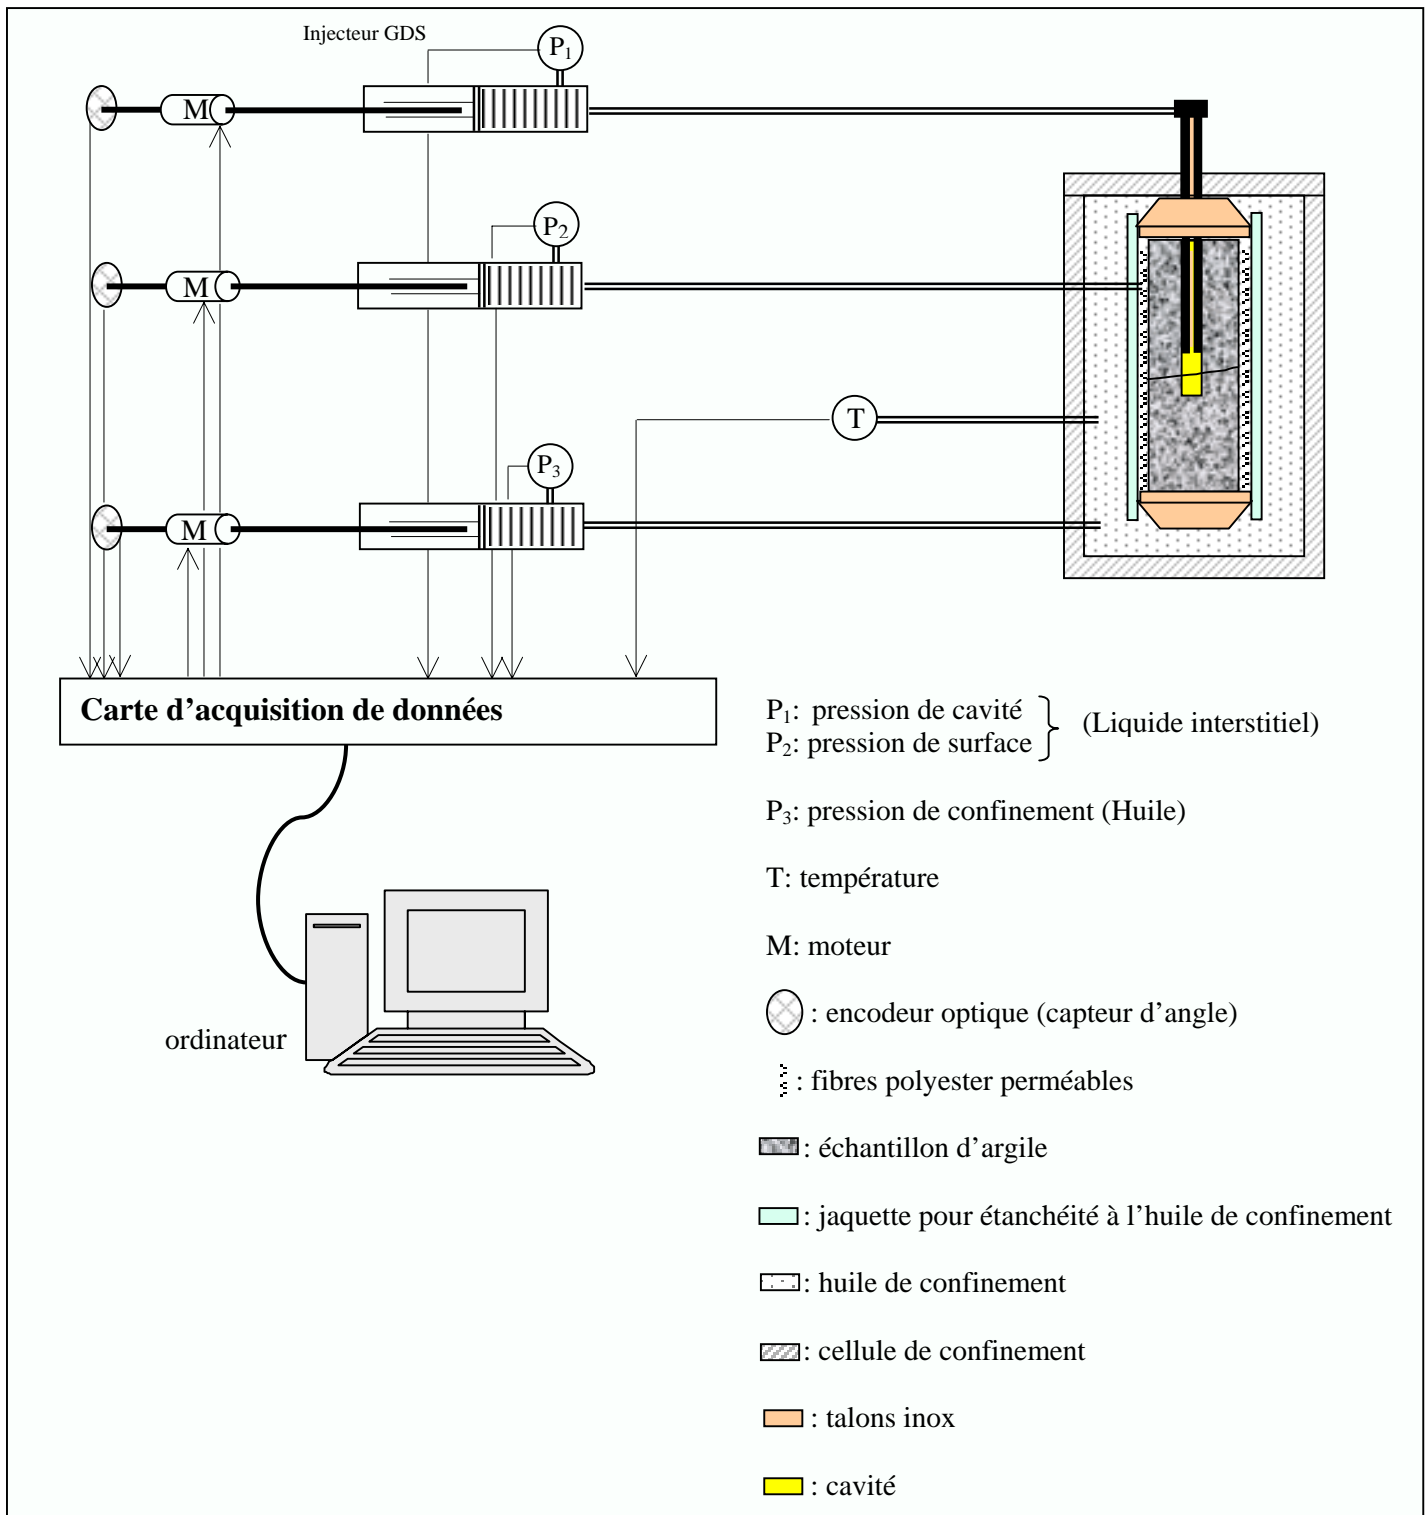 Injecteur GDS
P₁
M
P₂
M
T
P₃
M
Carte d’acquisition de données
P₁: pression de cavité
P₂: pression de surface
(Liquide interstitiel)
P₃: pression de confinement (Huile)
T: température
M: moteur
: encodeur optique (capteur d’angle)
ordinateur
: fibres polyester perméables
: échantillon d’argile
: jaquette pour étanchéité à l’huile de confinement
: huile de confinement
: cellule de confinement
: talons inox
: cavité